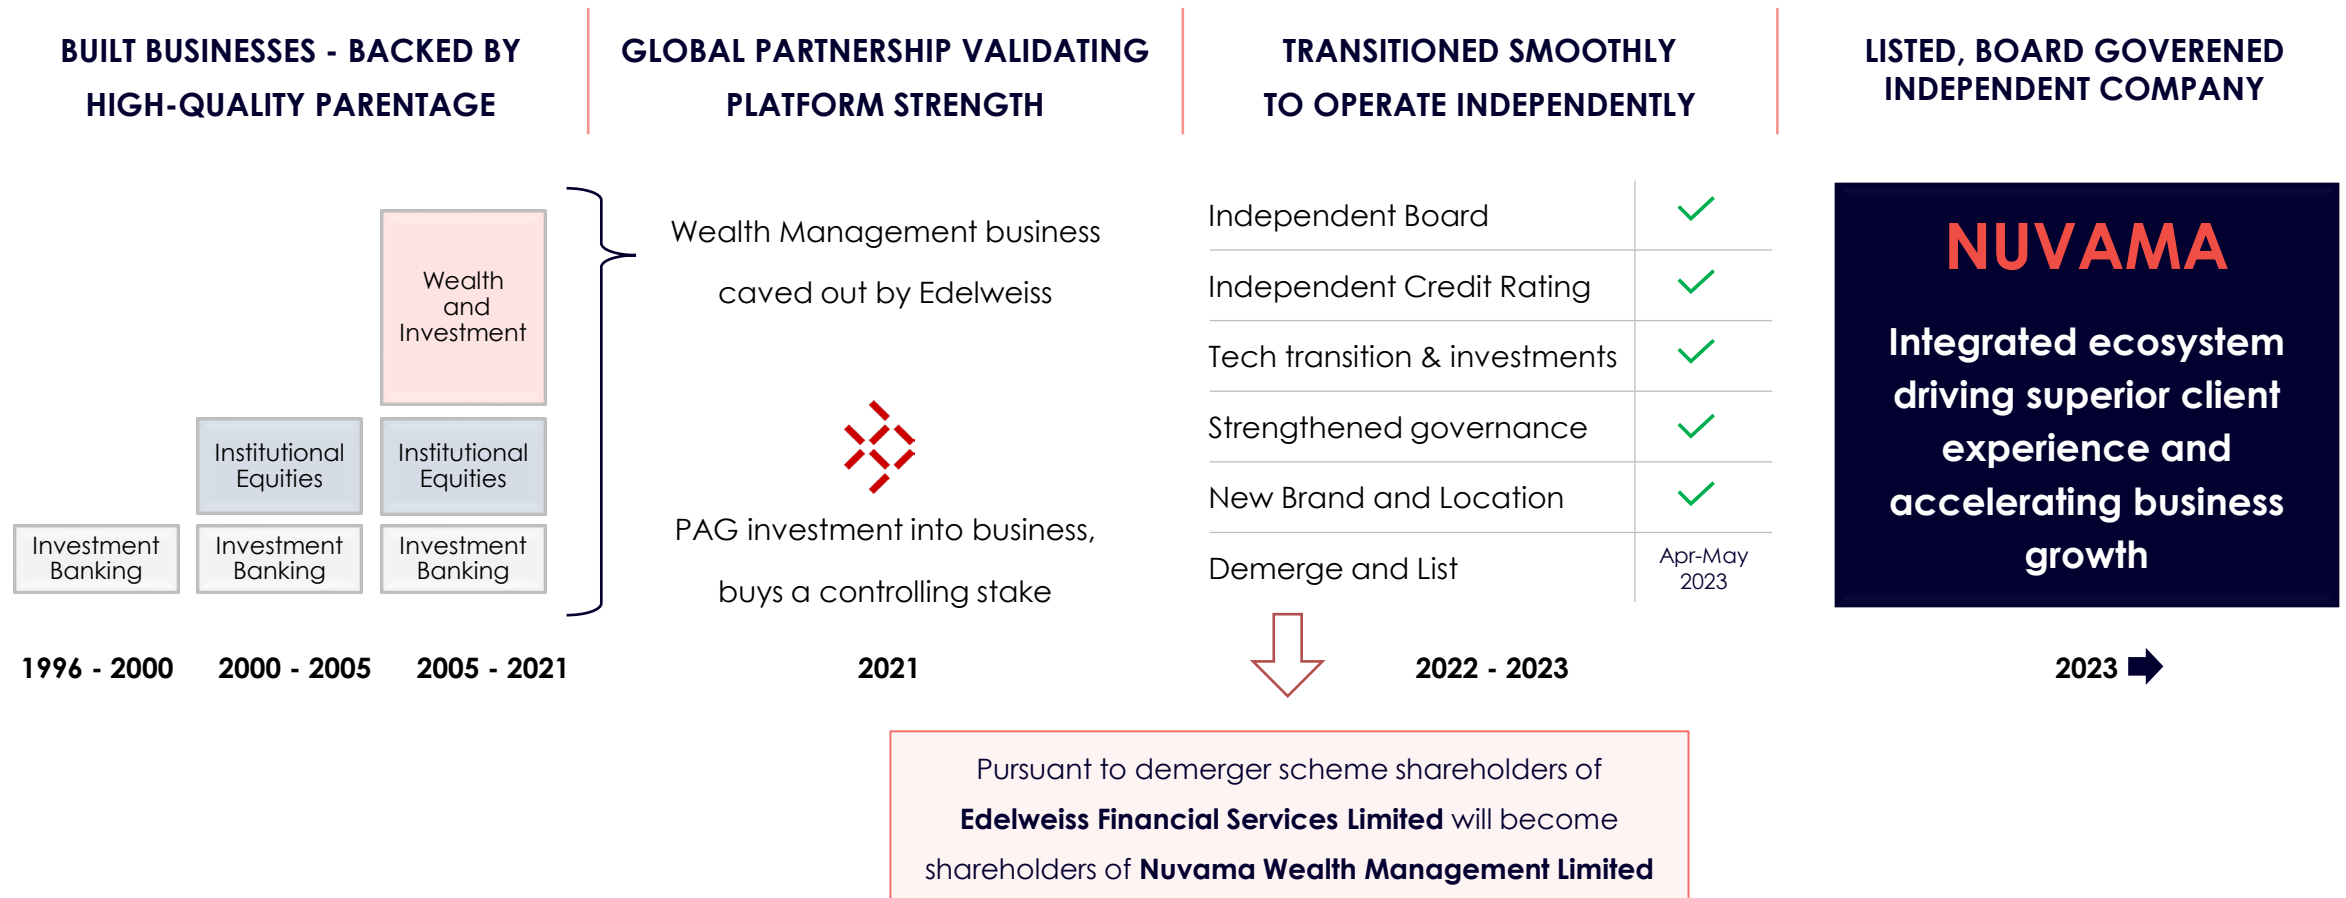 BUILT BUSINESSES - BACKED BY
HIGH-QUALITY PARENTAGE
GLOBAL PARTNERSHIP VALIDATING
PLATFORM STRENGTH
TRANSITIONED SMOOTHLY
TO OPERATE INDEPENDENTLY
LISTED, BOARD GOVERENED
INDEPENDENT COMPANY
Wealth
and
Investment
Institutional
Equities
Institutional
Equities
Investment
Banking
Investment
Banking
Investment
Banking
1996 - 2000
2000 - 2005
2005 - 2021
Wealth Management business
caved out by Edelweiss
PAG investment into business,
buys a controlling stake
2021
Independent Board
Independent Credit Rating
Tech transition & investments
Strengthened governance
New Brand and Location
Demerge and List
Apr-May
2023
2022 - 2023
NUVAMA
Integrated ecosystem
driving superior client
experience and
accelerating business
growth
2023
Pursuant to demerger scheme shareholders of
Edelweiss Financial Services Limited will become
shareholders of Nuvama Wealth Management Limited